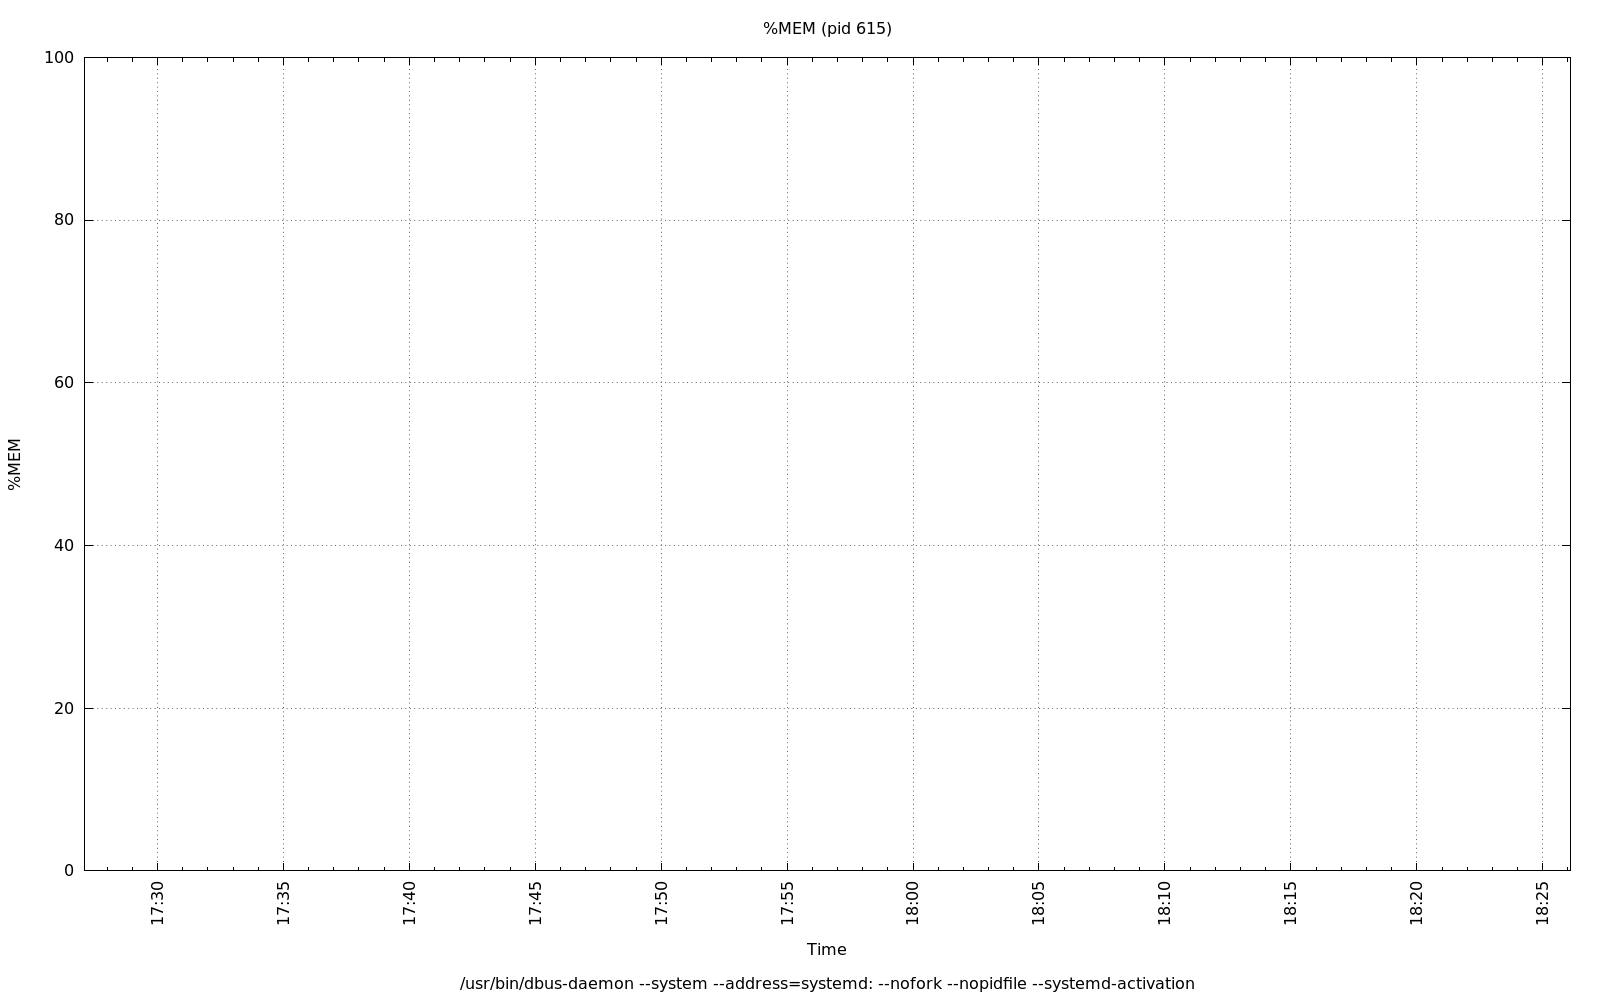 %MEM (pid 615)
100
80
60
40
20
0
%MEM
17:30 17:35 17:40 17:45 17:50 17:55 18:00 18:05 18:10 18:15 18:20 18:25
Time
/usr/bin/dbus-daemon --system --address=systemd: --nofork --nopidfile --systemd-activation